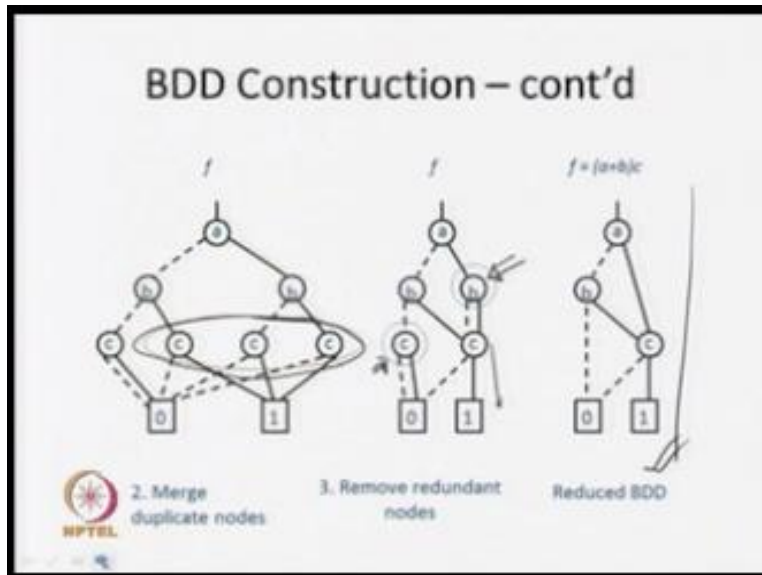 BDD Construction – cont'd
f
f
f = (a+b)c
a
a
a
b
b
b
b
b
c
c
c
c
c
c
c
0
1
0
1
0
1
2. Merge
duplicate nodes
3. Remove redundant
nodes
Reduced BDD
NPTEL